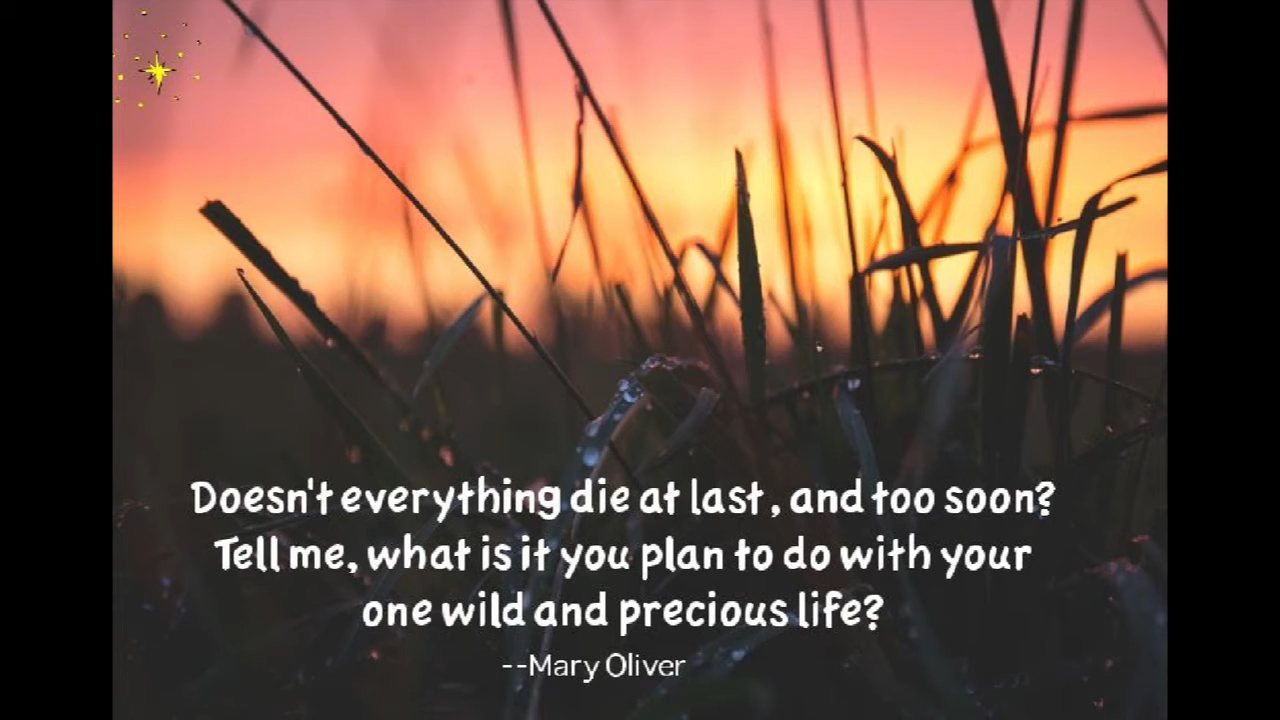 Doesn't everything die at last, and too soon?
Tell me, what is it you plan to do with your
one wild and precious life?
--Mary Oliver